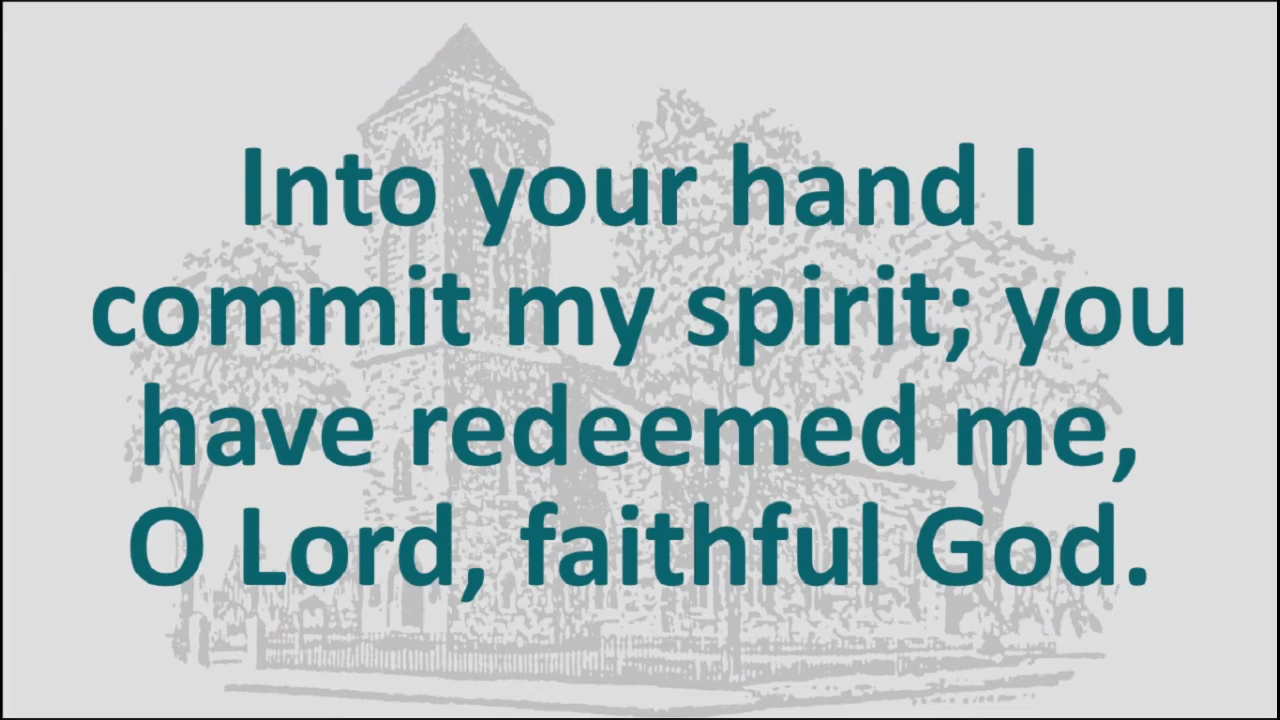 Into your hand I
commit my spirit; you
have redeemed me,
O Lord, faithful God.